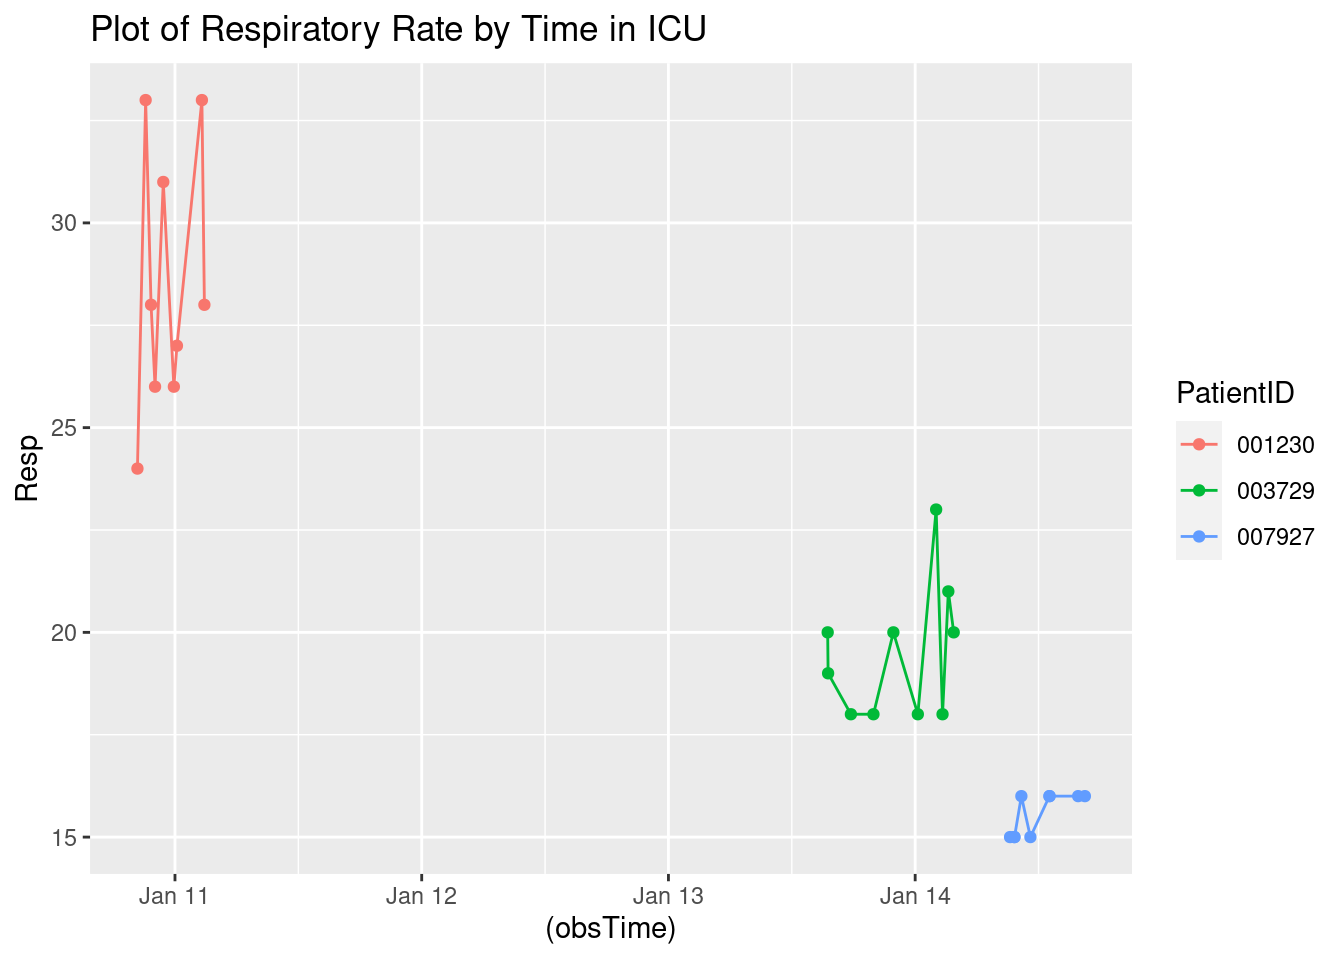 Plot of Respiratory Rate by Time in ICU
Resp
30
25
20
15
Jan 11 Jan 12 Jan 13 Jan 14
(obsTime)
PatientID
001230
003729
007927